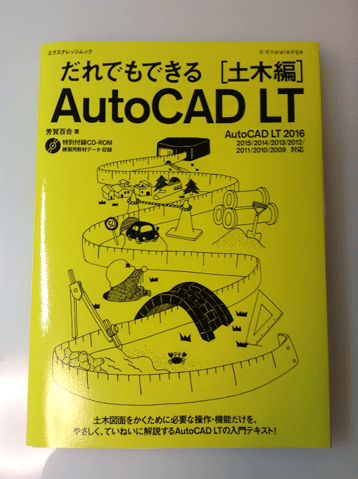 エクスナレッジムック
X-Knowledge
だれでもできる [土木編]
AutoCAD LT
芳賀百合 著
AutoCAD LT 2016
2015/2014/2013/2012/
2011/2010/2009 対応
特別付録CD-ROM
練習用教材データ 収録
土木図面をかくために必要な操作・機能だけを、
やさしく、ていねいに解説するAutoCAD LTの入門テキスト!